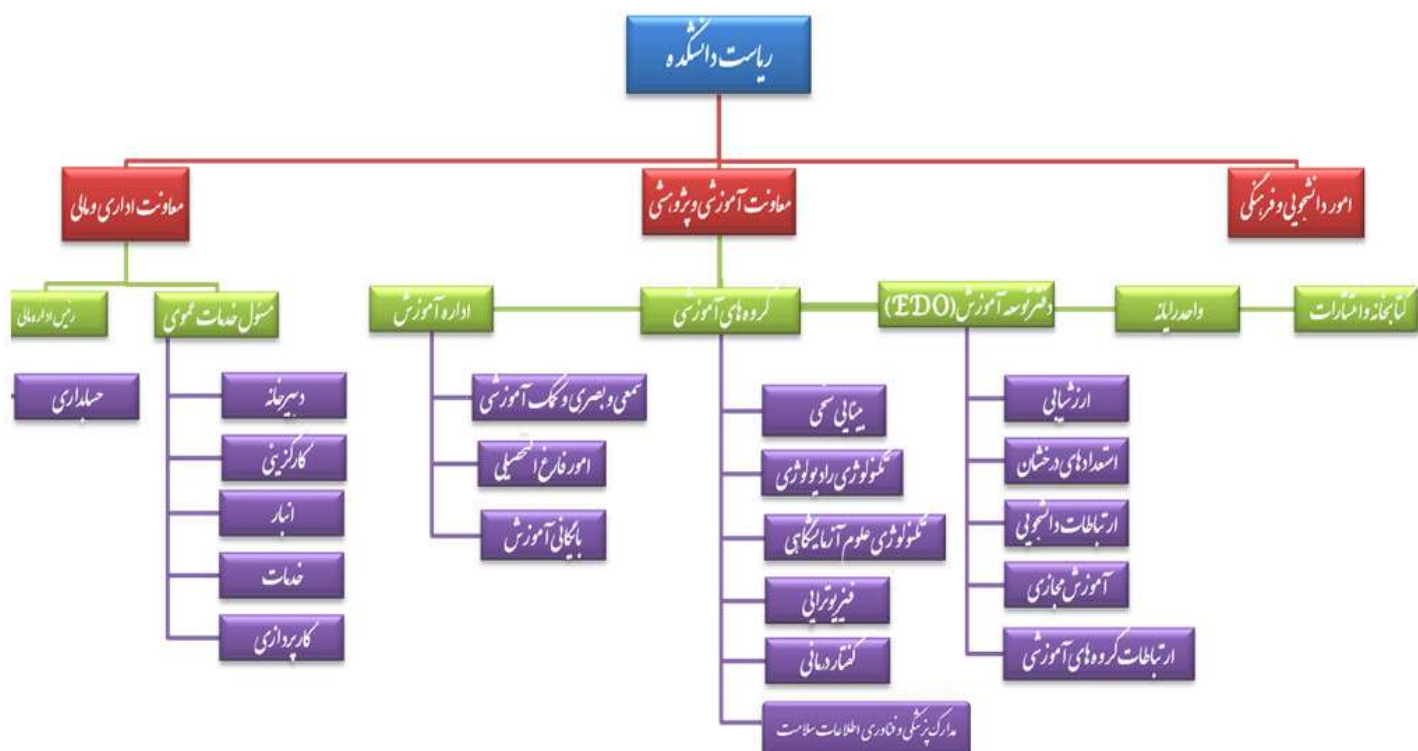 ریاست دانشکده
امور دانشجویی و فرهنگی
معاونت آموزشی و پژوهشی
معاونت اداری و مالی
کتابخانه و انتشارات
واحد رایانه
دفتر توسعه آموزش (EDO)
گروه های آموزشی
اداره آموزش
مسئول خدمات عمومی
رئیس اداره مالی
ارزشیابی
استعدادهای درخشان
ارتباطات دانشجویی
آموزش مجازی
ارتباطات گروه های آموزشی
بینایی سنجی
تکنولوژی رادیولوژی
تکنولوژی علوم آزمایشگاهی
فیزیوتراپی
گفتار درمانی
مدارک پزشکی و فناوری اطلاعات سلامت
سمعی و بصری و کمک آموزشی
امور فارغ التحصیلی
بایگانی آموزش
دبیرخانه
کارگزینی
انبار
خدمات
کارپردازی
حسابداری